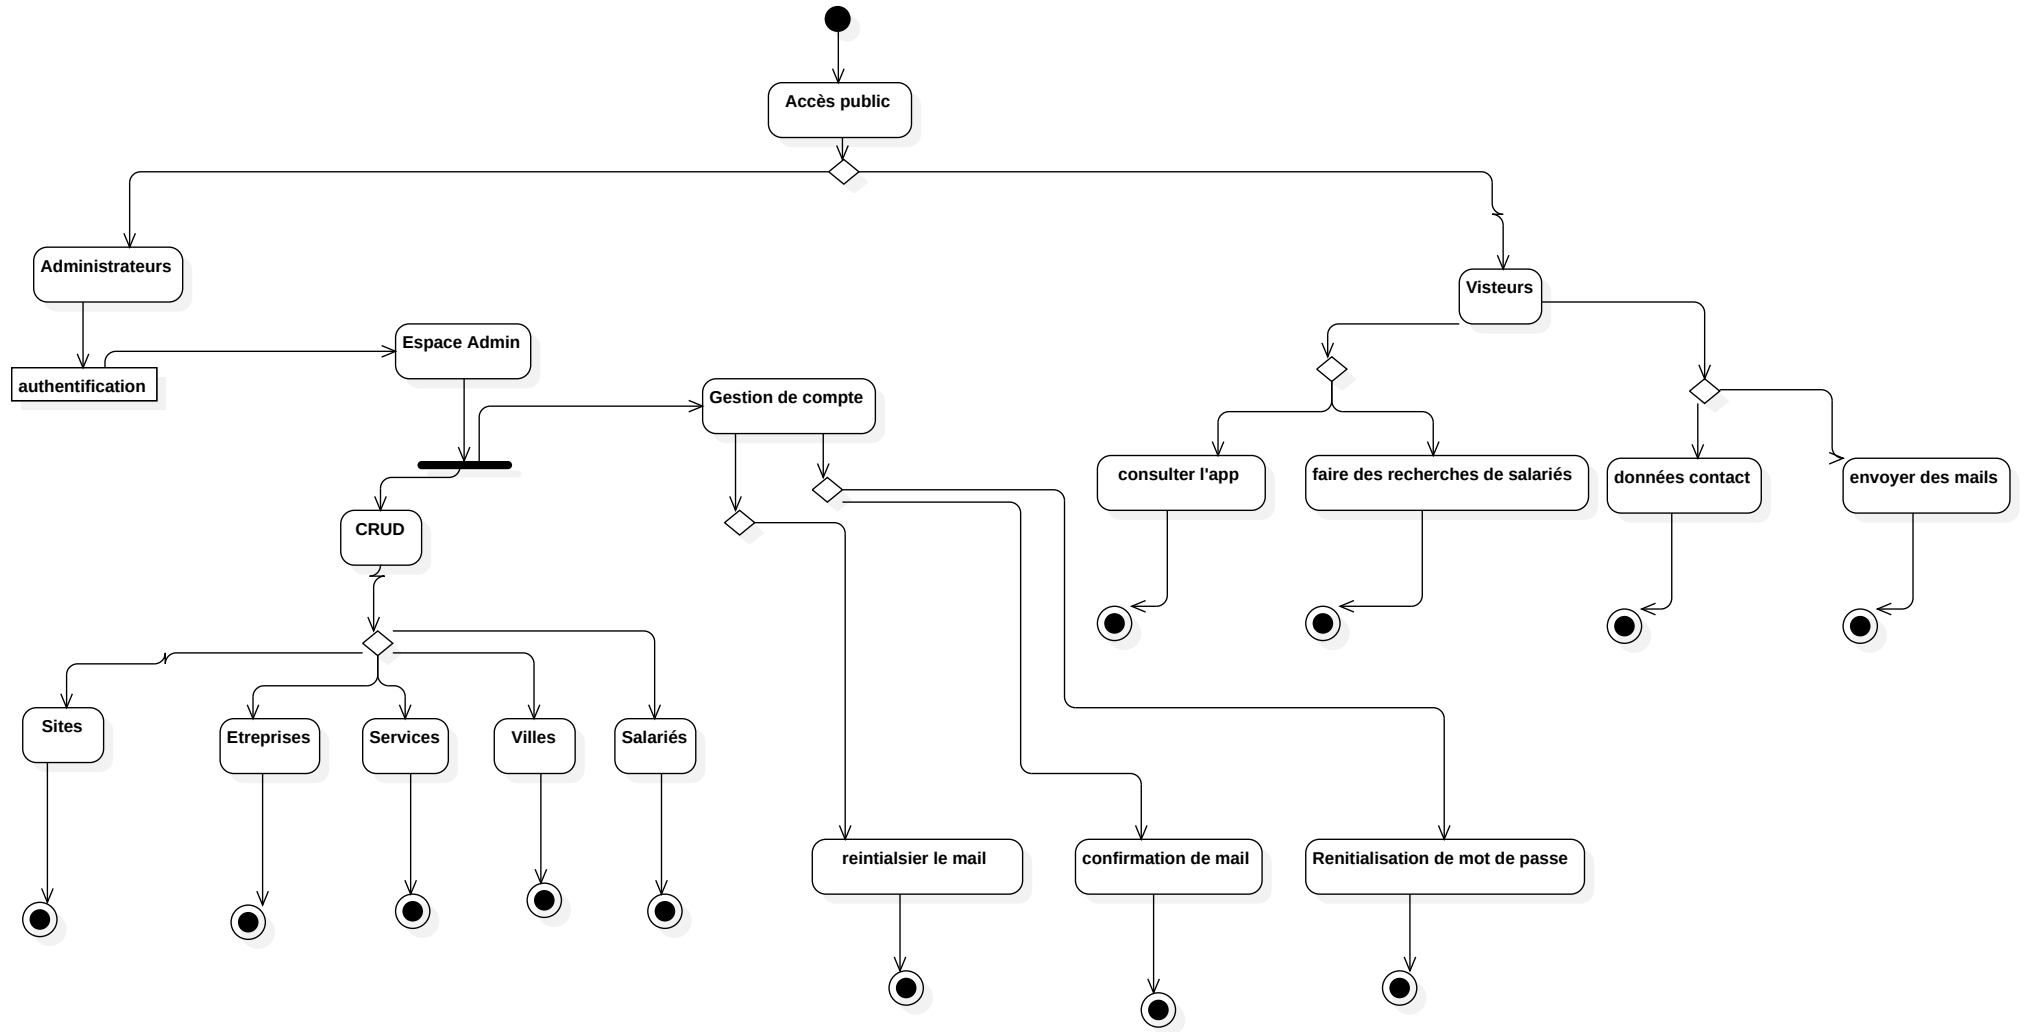 Accès public
Administrateurs
Visteurs
Espace Admin
authentification
Gestion de compte
consulter l'app
faire des recherches de salariés
données contact
envoyer des mails
CRUD
Sites
Etreprises
Services
Villes
Salariés
reintialsier le mail
confirmation de mail
Renitialisation de mot de passe